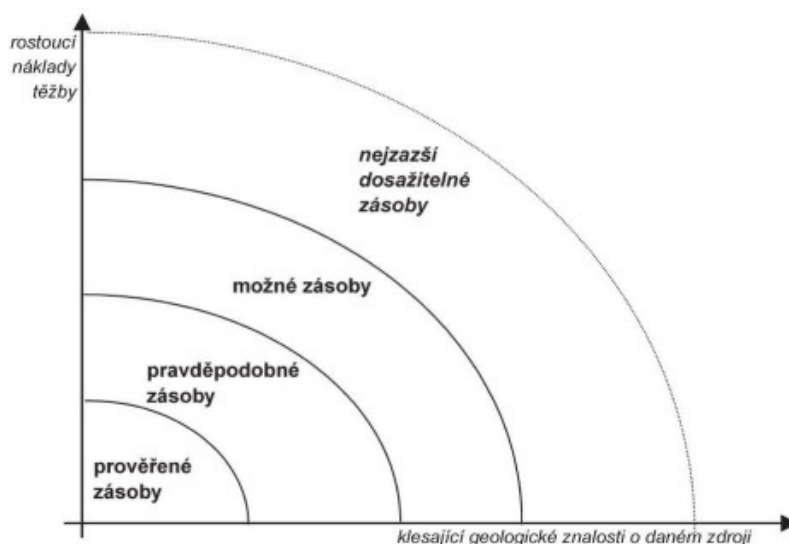 rostoucí
náklady
těžby
nejzazší
dosažitelné
zásoby
možné zásoby
pravděpodobné
zásoby
prověřené
zásoby
klesající geologické znalosti o daném zdroji